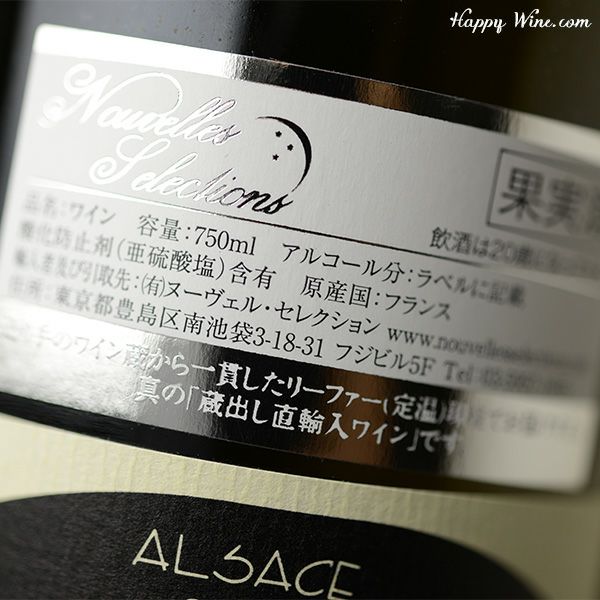 Happy Wine.com
Nouvelles
Selections
果実
品名:ワイン 容量:750ml アルコール分:ラベルに記載
飲酒は20歳に
酸化防止剤(亜硫酸塩)含有 原産国:フランス
輸入者及び引取先:(有)ヌーヴェル・セレクション
住所:東京都豊島区南池袋3-18-31 フジビル5F Tel
手のワイン蔵から一貫したリーファー(定温)
真の「蔵出し直輸入ワイン」です
ALSACE